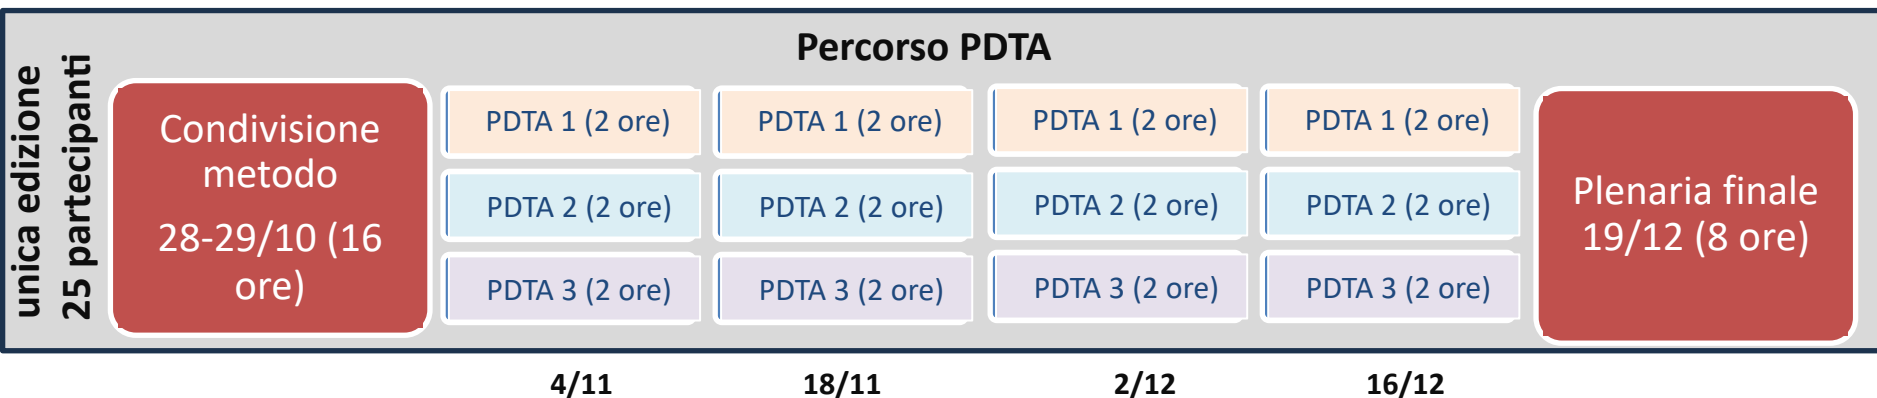 Percorso PDTA
unica edizione
25 partecipanti
Condivisione
metodo
28-29/10 (16
ore)
PDTA 1 (2 ore)
PDTA 1 (2 ore)
PDTA 1 (2 ore)
PDTA 1 (2 ore)
PDTA 2 (2 ore)
PDTA 2 (2 ore)
PDTA 2 (2 ore)
PDTA 2 (2 ore)
PDTA 3 (2 ore)
PDTA 3 (2 ore)
PDTA 3 (2 ore)
PDTA 3 (2 ore)
Plenaria finale
19/12 (8 ore)
4/11
18/11
2/12
16/12